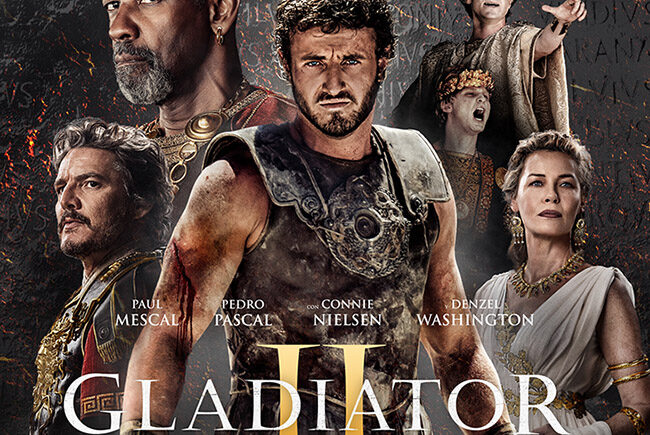 PAUL
MESCAL
PEDRO
PASCAL
CON CONNIE
NIELSEN
E DENZEL
WASHINGTON
II
GLADIATOR